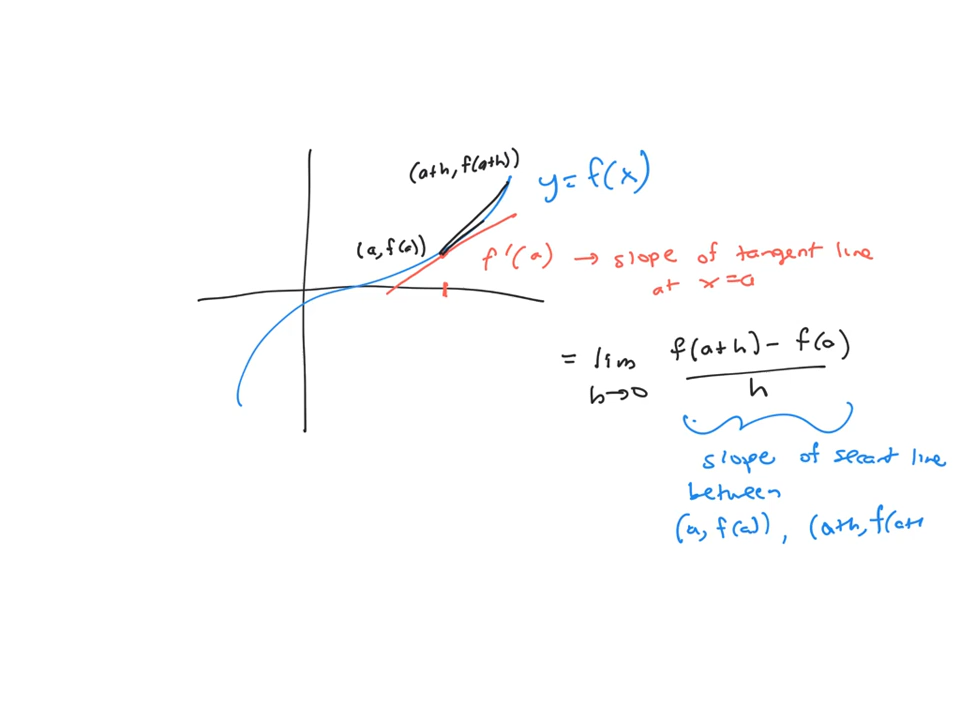 (a+h, f(a+h))
y = f(x)
(a, f(a))
f'(a) → slope of tangent line
at x = a
= lim f(a+h) - f(a)
h→0 h
slope of secant line
between
(a, f(a)), (a+h, f(a+h